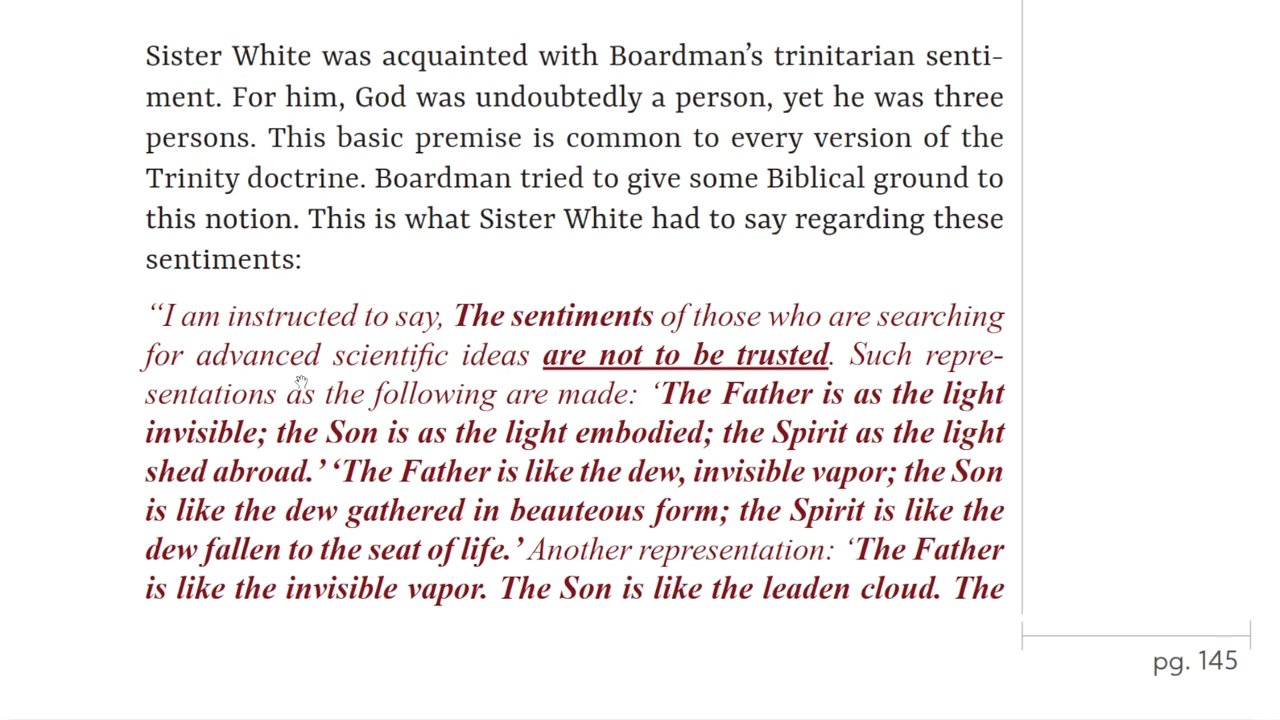 Sister White was acquainted with Boardman’s trinitarian senti-
ment. For him, God was undoubtedly a person, yet he was three
persons. This basic premise is common to every version of the
Trinity doctrine. Boardman tried to give some Biblical ground to
this notion. This is what Sister White had to say regarding these
sentiments:
“I am instructed to say, The sentiments of those who are searching
for advanced scientific ideas are not to be trusted. Such repre-
sentations as the following are made: ‘The Father is as the light
invisible; the Son is as the light embodied; the Spirit as the light
shed abroad.’ ‘The Father is like the dew, invisible vapor; the Son
is like the dew gathered in beauteous form; the Spirit is like the
dew fallen to the seat of life.’ Another representation: ‘The Father
is like the invisible vapor. The Son is like the leaden cloud. The
pg. 145